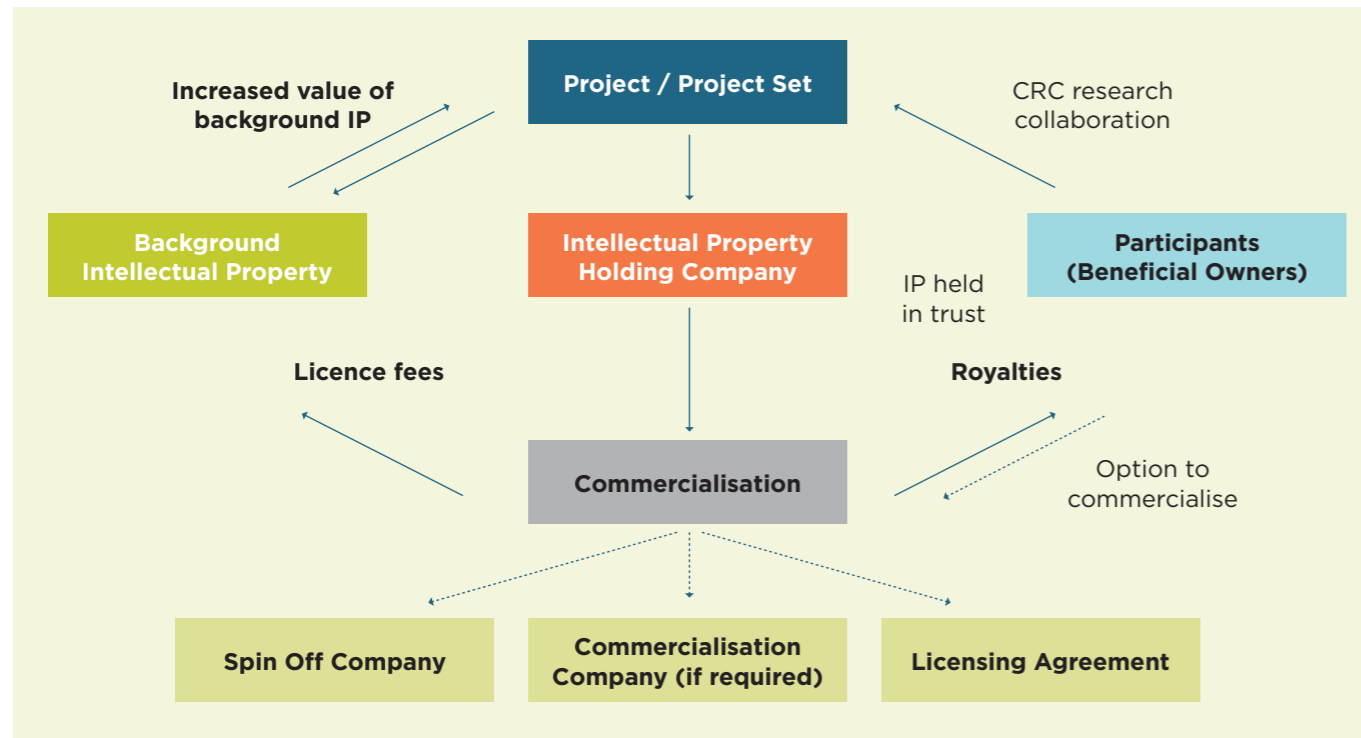 Project / Project Set
Increased value of
background IP
CRC research
collaboration
Background
Intellectual Property
Intellectual Property
Holding Company
Participants
(Beneficial Owners)
IP held
in trust
Licence fees
Royalties
Commercialisation
Option to
commercialise
Spin Off Company
Commercialisation
Company (if required)
Licensing Agreement